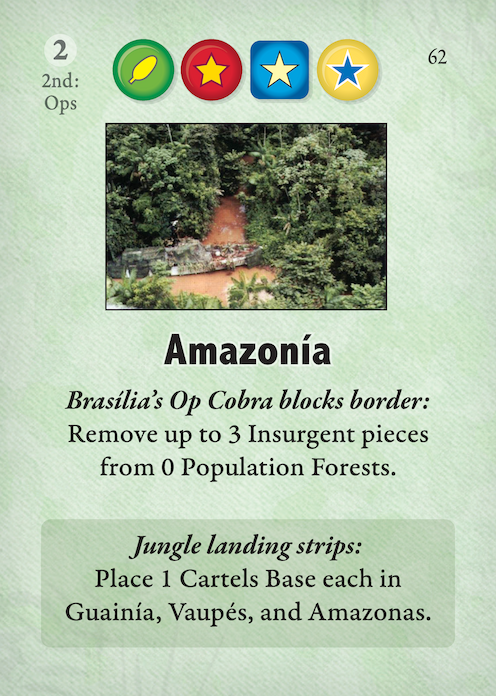 2
2nd:
Ops
62
Amazonía
Brasília's Op Cobra blocks border:
Remove up to 3 Insurgent pieces
from 0 Population Forests.
Jungle landing strips:
Place 1 Cartels Base each in
Guainía, Vaupés, and Amazonas.